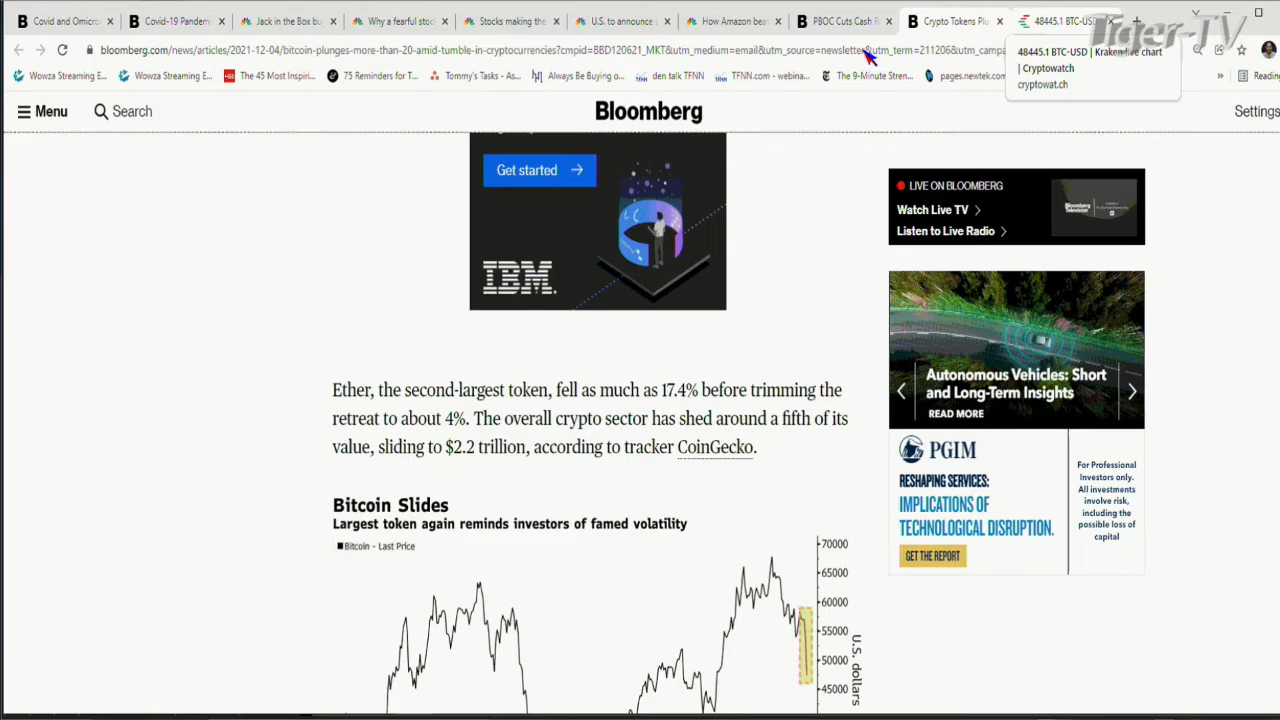 Covid and Omicro
Covid-19 Pandem
Jack in the Box bu
Why a fearful stoc
Stocks making the
U.S. to announce
How Amazon beat
PBOC Cuts Cash R
Crypto Tokens Plu
48445.1 BTC-USD
Tiger-TV
bloomberg.com/news/articles/2021-12-04/bitcoin-plunges-more-than-20-amid-tumble-in-cryptocurrencies?cmpid=BBD120621_MKT&utm_medium=email&utm_source=newsletter&utm_term=211206&utm_campa
48445.1 BTC-USD | Kraken live chart
| Cryptowatch
cryptowat.ch
Wowza Streaming E...
Wowza Streaming E...
The 45 Most Inspiri...
75 Reminders for T...
Tommy's Tasks - As...
Always Be Buying o...
den talk TFNN
TFNN.com - webina...
The 9-Minute Stren...
pages.newtek.com
»
Reading
Menu
Search
Bloomberg
Settings
Get started
IBM
LIVE ON BLOOMBERG
Watch Live TV
Listen to Live Radio
Autonomous Vehicles: Short
and Long-Term Insights
READ MORE
PGIM
RESHAPING SERVICES:
IMPLICATIONS OF
TECHNOLOGICAL DISRUPTION.
GET THE REPORT
For Professional
Investors only.
All investments
involve risk,
including the
possible loss of
capital
Ether, the second-largest token, fell as much as 17.4% before trimming the
retreat to about 4%. The overall crypto sector has shed around a fifth of its
value, sliding to $2.2 trillion, according to tracker CoinGecko.
Bitcoin Slides
Largest token again reminds investors of famed volatility
Bitcoin - Last Price
70000
65000
60000
55000
50000
45000
U.S. dollars